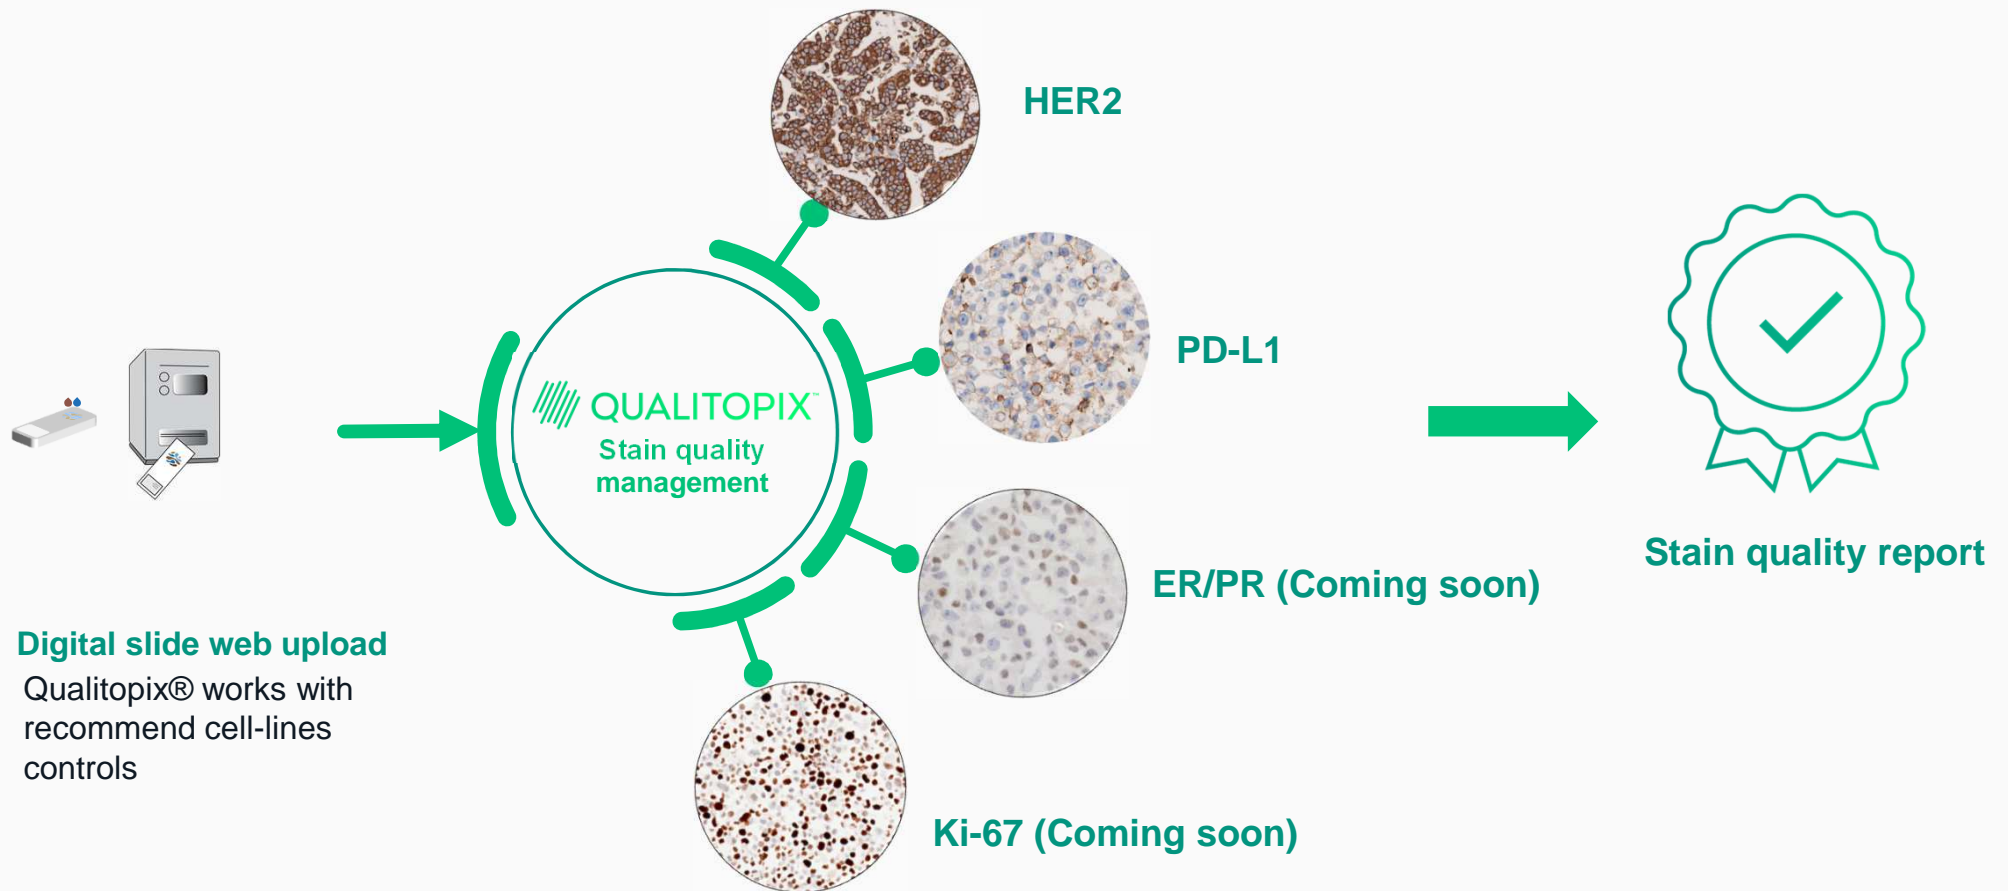 HER2
PD-L1
QUALITOPIX™
Stain quality
management
ER/PR (Coming soon)
Ki-67 (Coming soon)
Digital slide web upload
Qualitopix® works with
recommend cell-lines
controls
Stain quality report